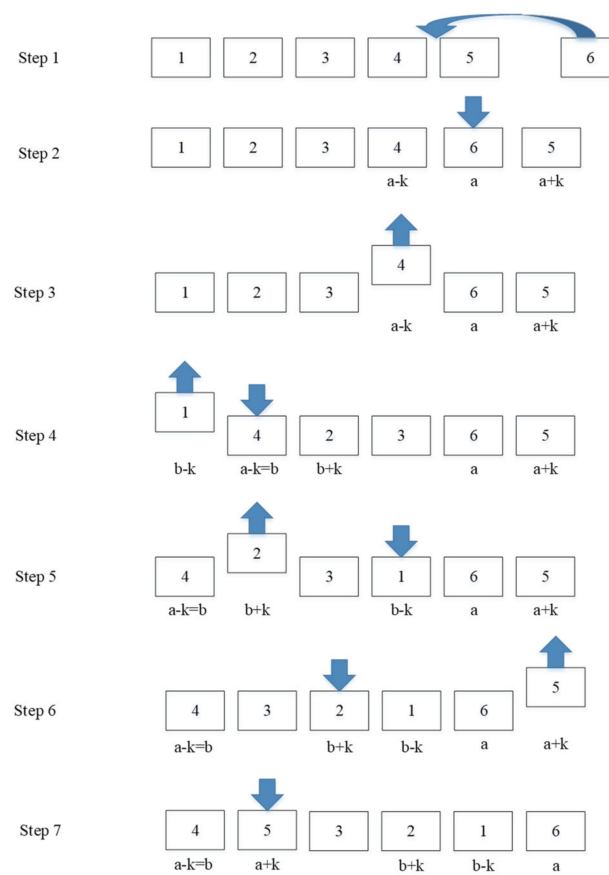 Step 1 1 2 3 4 5 6
Step 2 1 2 3 4 6 5
a-k a a+k
4
Step 3 1 2 3 6 5
a-k a a+k
1
Step 4 4 2 3 6 5
b-k a-k=b b+k a a+k
2
Step 5 4 3 1 6 5
a-k=b b+k b-k a a+k
5
Step 6 4 3 2 1 6
a-k=b b+k b-k a a+k
Step 7 4 5 3 2 1 6
a-k=b a+k b+k b-k a